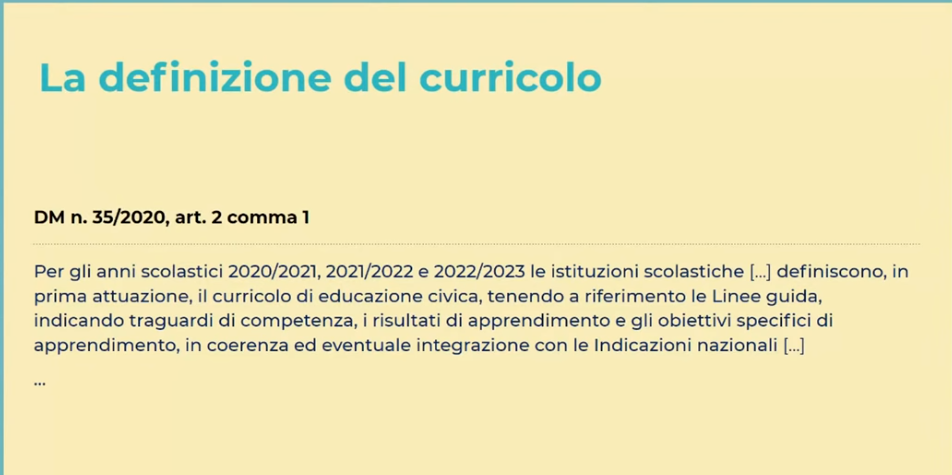 La definizione del curricolo
DM n. 35/2020, art. 2 comma 1
Per gli anni scolastici 2020/2021, 2021/2022 e 2022/2023 le istituzioni scolastiche [...] definiscono, in
prima attuazione, il curricolo di educazione civica, tenendo a riferimento le Linee guida,
indicando traguardi di competenza, i risultati di apprendimento e gli obiettivi specifici di
apprendimento, in coerenza ed eventuale integrazione con le Indicazioni nazionali [...]
...